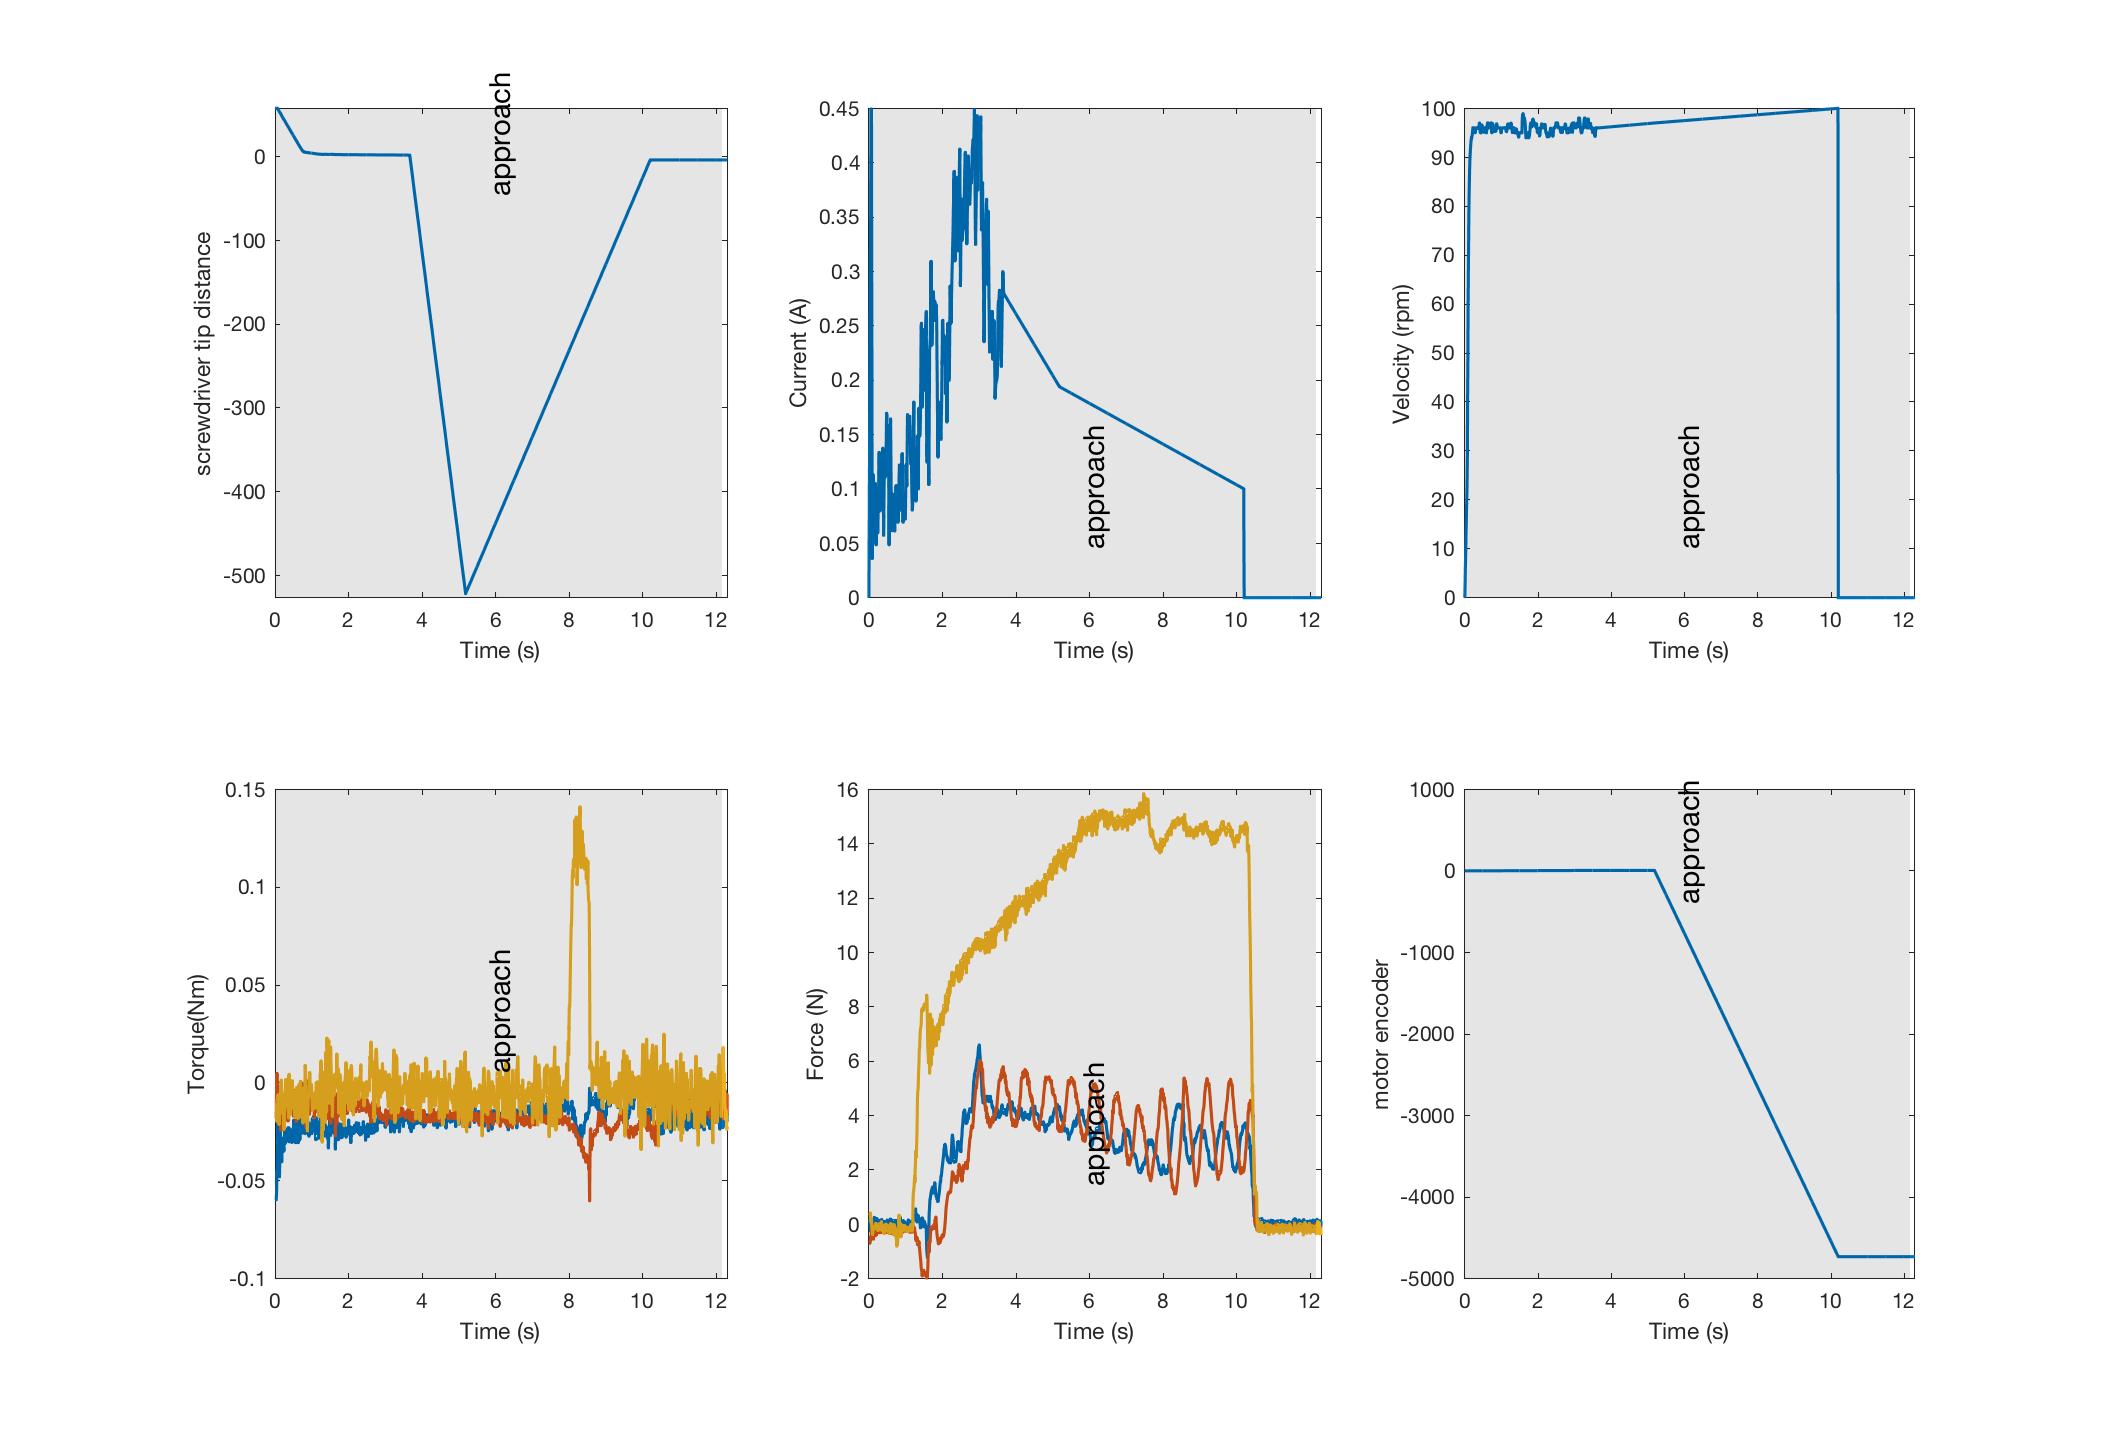 approach
screwdriver tip distance
0
-100
-200
-300
-400
-500
0 2 4 6 8 10 12
Time (s)
approach
Current (A)
0.45
0.4
0.35
0.3
0.25
0.2
0.15
0.1
0.05
0
0 2 4 6 8 10 12
Time (s)
approach
Velocity (rpm)
100
90
80
70
60
50
40
30
20
10
0
0 2 4 6 8 10 12
Time (s)
approach
Torque(Nm)
0.15
0.1
0.05
0
-0.05
-0.1
0 2 4 6 8 10 12
Time (s)
approach
Force (N)
16
14
12
10
8
6
4
2
0
-2
0 2 4 6 8 10 12
Time (s)
approach
motor encoder
1000
0
-1000
-2000
-3000
-4000
-5000
0 2 4 6 8 10 12
Time (s)